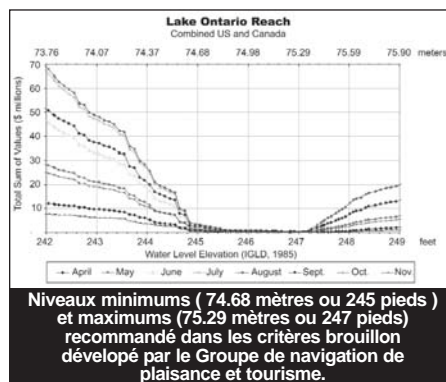 Lake Ontario Reach
Combined US and Canada
73.76 74.07 74.37 74.68 74.98 75.29 75.59 75.90 meters
Total Sum of Values ($ millions)
70
60
50
40
30
20
10
242 243 244 245 246 247 248 249 feet
Water Level Elevation (IGLD, 1985)
April May June July August Sept. Oct. Nov.
Niveaux minimums ( 74.68 mètres ou 245 pieds )
et maximums (75.29 mètres ou 247 pieds)
recommandé dans les critères brouillon
dévelopé par le Groupe de navigation de
plaisance et tourisme.